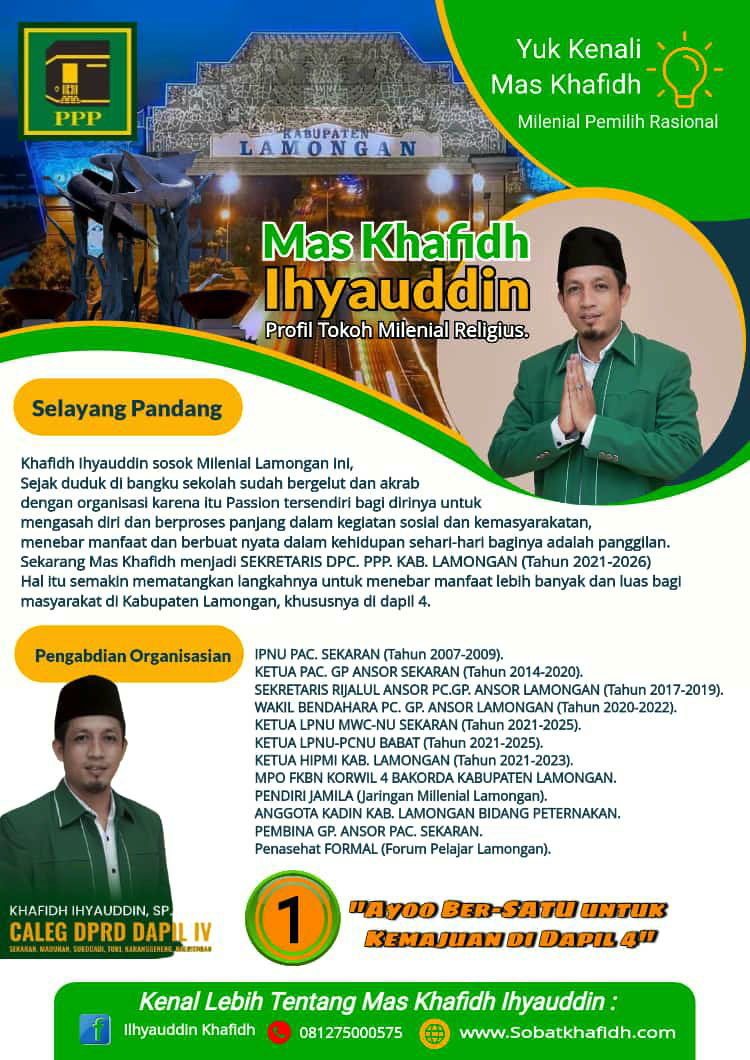 PPP
KABUPATEN
LAMONGAN
Yuk Kenali
Mas Khafidh
Milenial Pemilih Rasional
Mas Khafidh
Ihyauddin
Profil Tokoh Milenial Religius.
Selayang Pandang
Khafidh Ihyauddin sosok Milenial Lamongan ini,
Sejak duduk di bangku sekolah sudah bergelut dan akrab
dengan organisasi karena itu Passion tersendiri bagi dirinya untuk
mengasah diri dan berproses panjang dalam kegiatan sosial dan kemasyarakatan,
menebar manfaat dan berbuat nyata dalam kehidupan sehari-hari baginya adalah panggilan.
Sekarang Mas Khafidh menjadi SEKRETARIS DPC. PPP. KAB. LAMONGAN (Tahun 2021-2026)
Hal itu semakin mematangkan langkahnya untuk menebar manfaat lebih banyak dan luas bagi
masyarakat di Kabupaten Lamongan, khususnya di dapil 4.
Pengabdian Organisasian
IPNU PAC. SEKARAN (Tahun 2007-2009).
KETUA PAC. GP ANSOR SEKARAN (Tahun 2014-2020).
SEKRETARIS RIJALUL ANSOR PC.GP. ANSOR LAMONGAN (Tahun 2017-2019).
WAKIL BENDAHARA PC. GP. ANSOR LAMONGAN (Tahun 2020-2022).
KETUA LPNU MWC-NU SEKARAN (Tahun 2021-2025).
KETUA LPNU-PCNU BABAT (Tahun 2021-2025).
KETUA HIPMI KAB. LAMONGAN (Tahun 2021-2023).
MPO FKBN KORWIL 4 BAKORDA KABUPATEN LAMONGAN.
PENDIRI JAMILA (Jaringan Millenial Lamongan).
ANGGOTA KADIN KAB. LAMONGAN BIDANG PETERNAKAN.
PEMBINA GP. ANSOR PAC. SEKARAN.
Penasehat FORMAL (Forum Pelajar Lamongan).
KHAFIDH IHYAUDDIN, SP.
CALEG DPRD DAPIL IV
SEKARAN, MADURAN, SUKODADI, TURI, KARANGGENENG, KALITENGAH
1
"Ayoo Ber-SATU untuk
Kemajuan di Dapil 4"
Kenal Lebih Tentang Mas Khafidh Ihyauddin :
Ilhyauddin Khafidh
081275000575
www.Sobatkhafidh.com